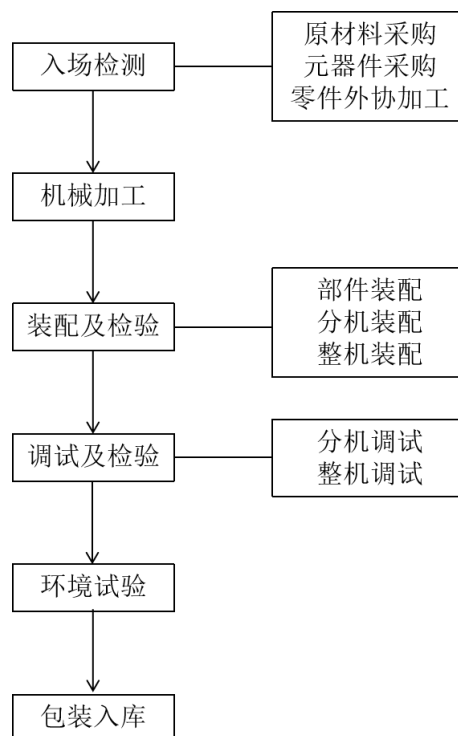 入场检测
原材料采购
元器件采购
零件外协加工
机械加工
装配及检验
部件装配
分机装配
整机装配
调试及检验
分机调试
整机调试
环境试验
包装入库